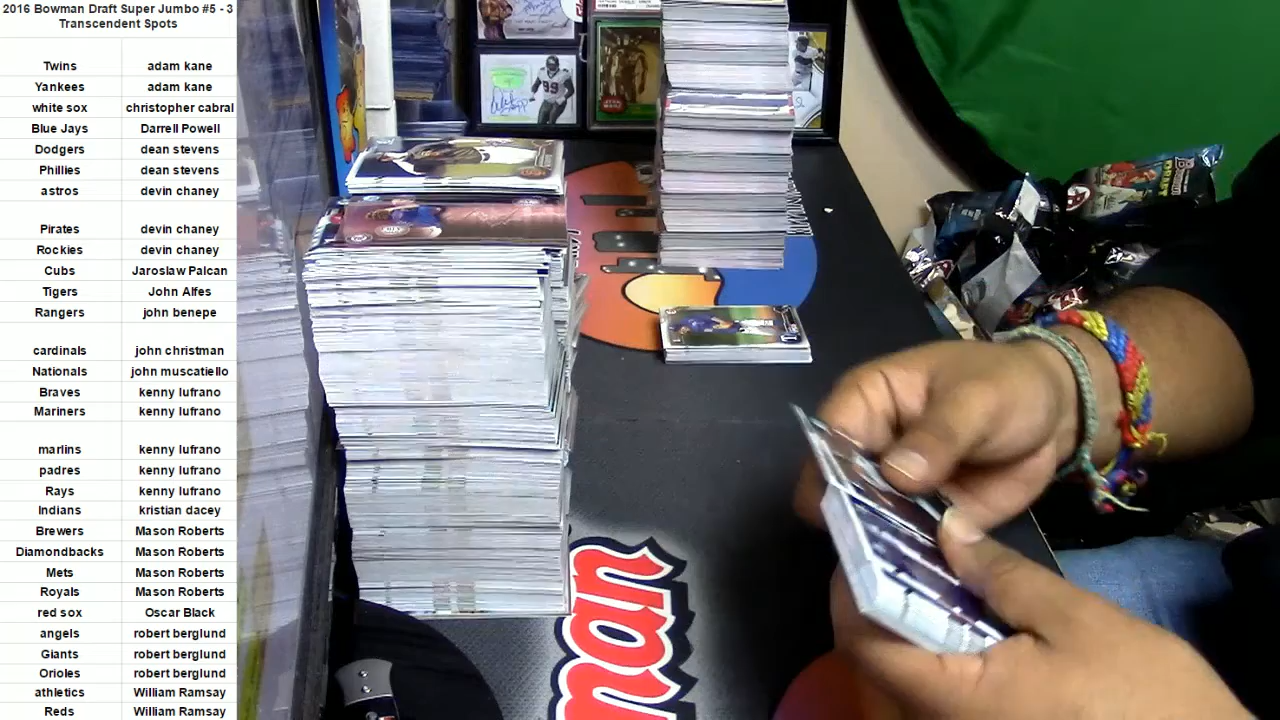 2016 Bowman Draft Super Jumbo #5 - 3
Transcendent Spots
Twins adam kane
Yankees adam kane
white sox christopher cabral
Blue Jays Darrell Powell
Dodgers dean stevens
Phillies dean stevens
astros devin chaney
Pirates devin chaney
Rockies devin chaney
Cubs Jaroslaw Palcan
Tigers John Alfes
Rangers john benepe
cardinals john christman
Nationals john muscatiello
Braves kenny lufrano
Mariners kenny lufrano
marlins kenny lufrano
padres kenny lufrano
Rays kenny lufrano
Indians kristian dacey
Brewers Mason Roberts
Diamondbacks Mason Roberts
Mets Mason Roberts
Royals Mason Roberts
red sox Oscar Black
angels robert berglund
Giants robert berglund
Orioles robert berglund
athletics William Ramsay
Reds William Ramsay
99
STAR WARS
DRAFT
man